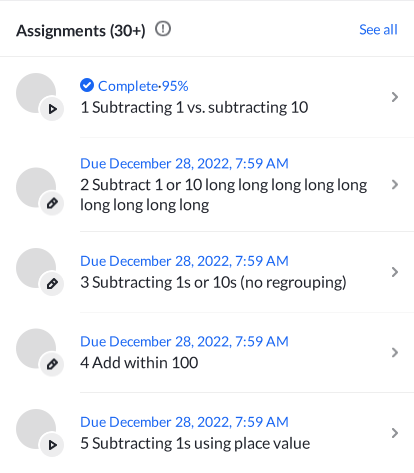 Assignments (30+)
See all
Complete·95%
1 Subtracting 1 vs. subtracting 10
Due December 28, 2022, 7:59 AM
2 Subtract 1 or 10 long long long long long
long long long long
Due December 28, 2022, 7:59 AM
3 Subtracting 1s or 10s (no regrouping)
Due December 28, 2022, 7:59 AM
4 Add within 100
Due December 28, 2022, 7:59 AM
5 Subtracting 1s using place value